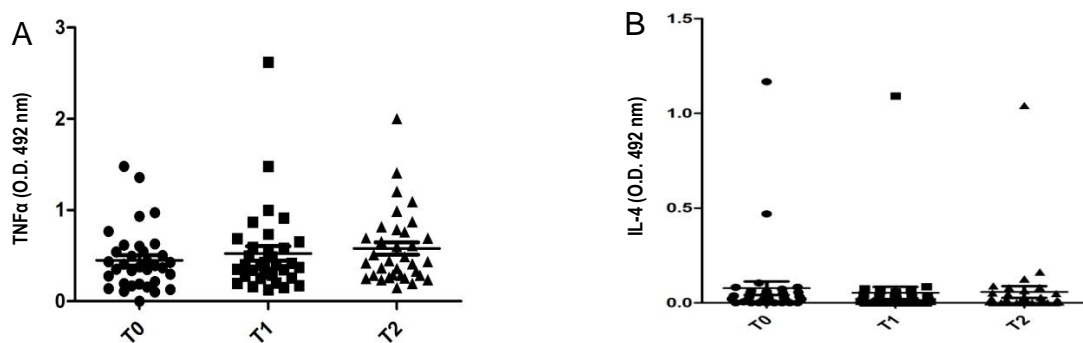 A
TNFα (O.D. 492 nm)
3
2
1
0
T0
T1
T2
B
IL-4 (O.D. 492 nm)
1.5
1.0
0.5
0.0
T0
T1
T2